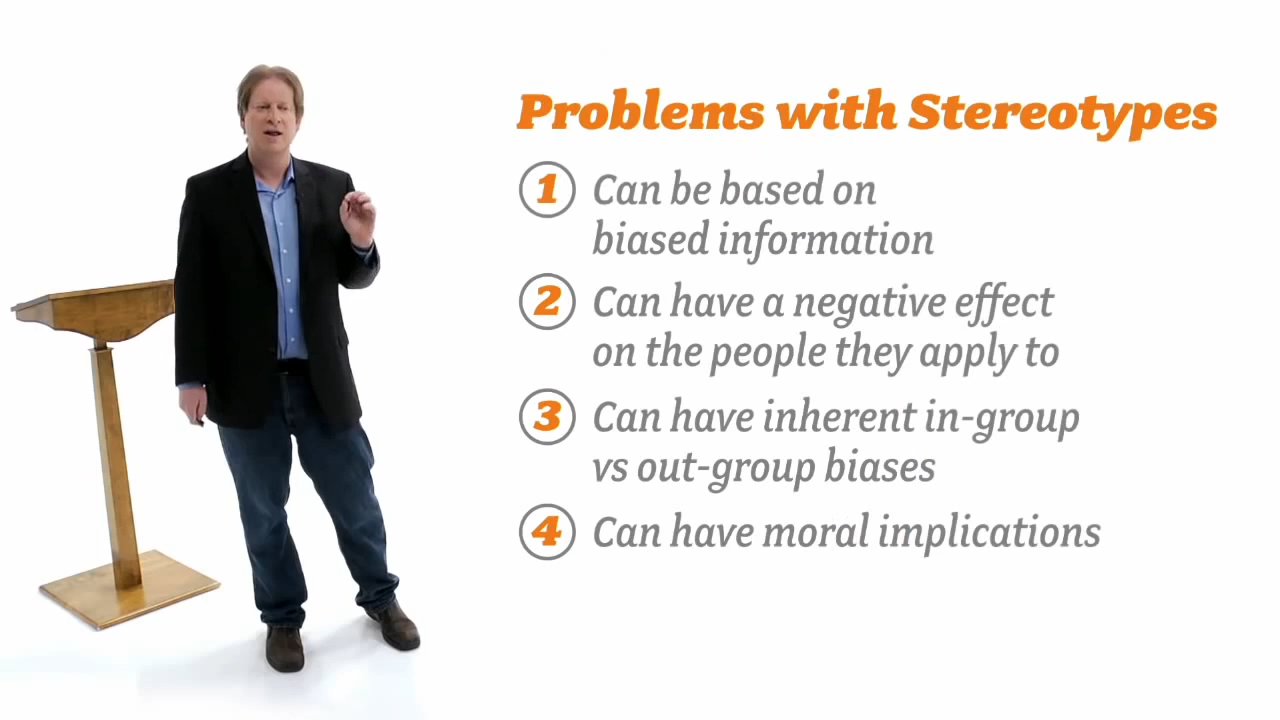 Problems with Stereotypes
1 Can be based on
biased information
2 Can have a negative effect
on the people they apply to
3 Can have inherent in-group
vs out-group biases
4 Can have moral implications